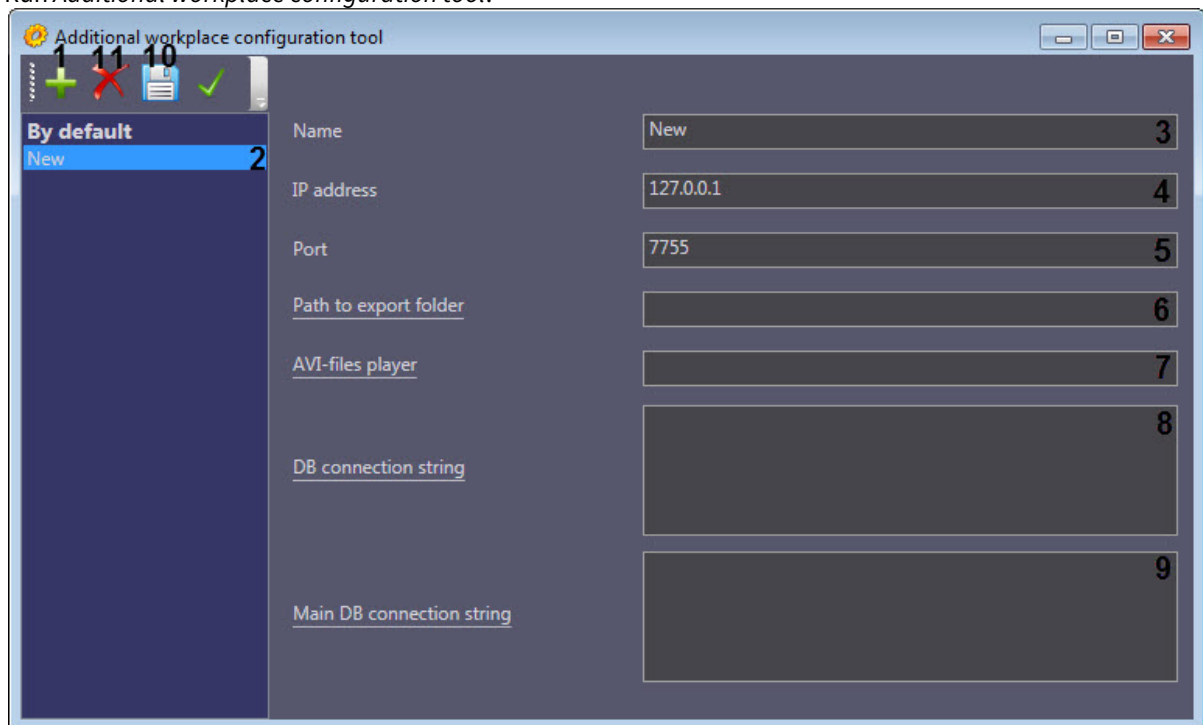 Run Additional workplace configuration tool.
Additional workplace configuration tool
1 11 10
By default
New 2
Name New 3
IP address 127.0.0.1 4
Port 7755 5
Path to export folder 6
AVI-files player 7
DB connection string 8
Main DB connection string 9